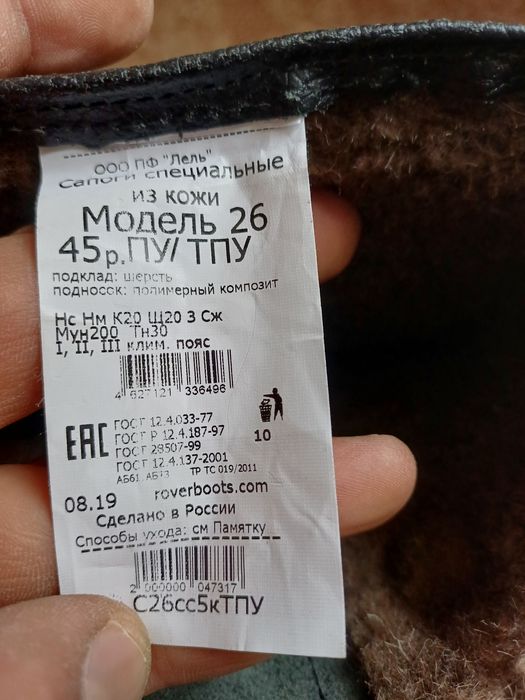 ООО ПФ "Лель"
Сапоги специальные
из кожи
Модель 26
45р.ПУ/ ТПУ
подклад: шерсть
подносок: полимерный композит
Нс Нм К20 Щ20 З Сж
Мун200 Тн30
I, II, III клим. пояс
4 627121 336496
ЕАС
ГОСТ 12.4.033-77
ГОСТ Р 12.4.187-97
ГОСТ 28507-99
ГОСТ 12.4.137-2001
ТР ТС 019/2011
10
08.19
roverboots.com
Сделано в России
Способы ухода: см Памятку
2 000000 047317
С26сс5кТПУ